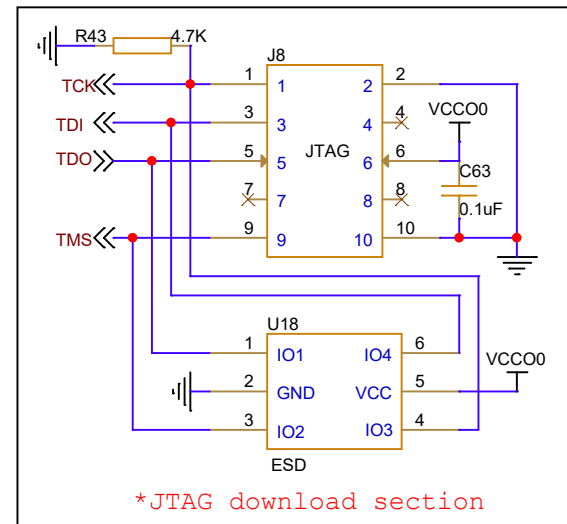 R43 4.7K
J8
TCK 1 1 2 2
TDI 3 3 4 4 VCCO0
TDO 5 5 JTAG 6 6
C63
7 7 8 8
0.1uF
TMS 9 9 10 10
U18
1 IO1 IO4 6
VCCO0
2 GND VCC 5
3 IO2 IO3 4
ESD
*JTAG download section